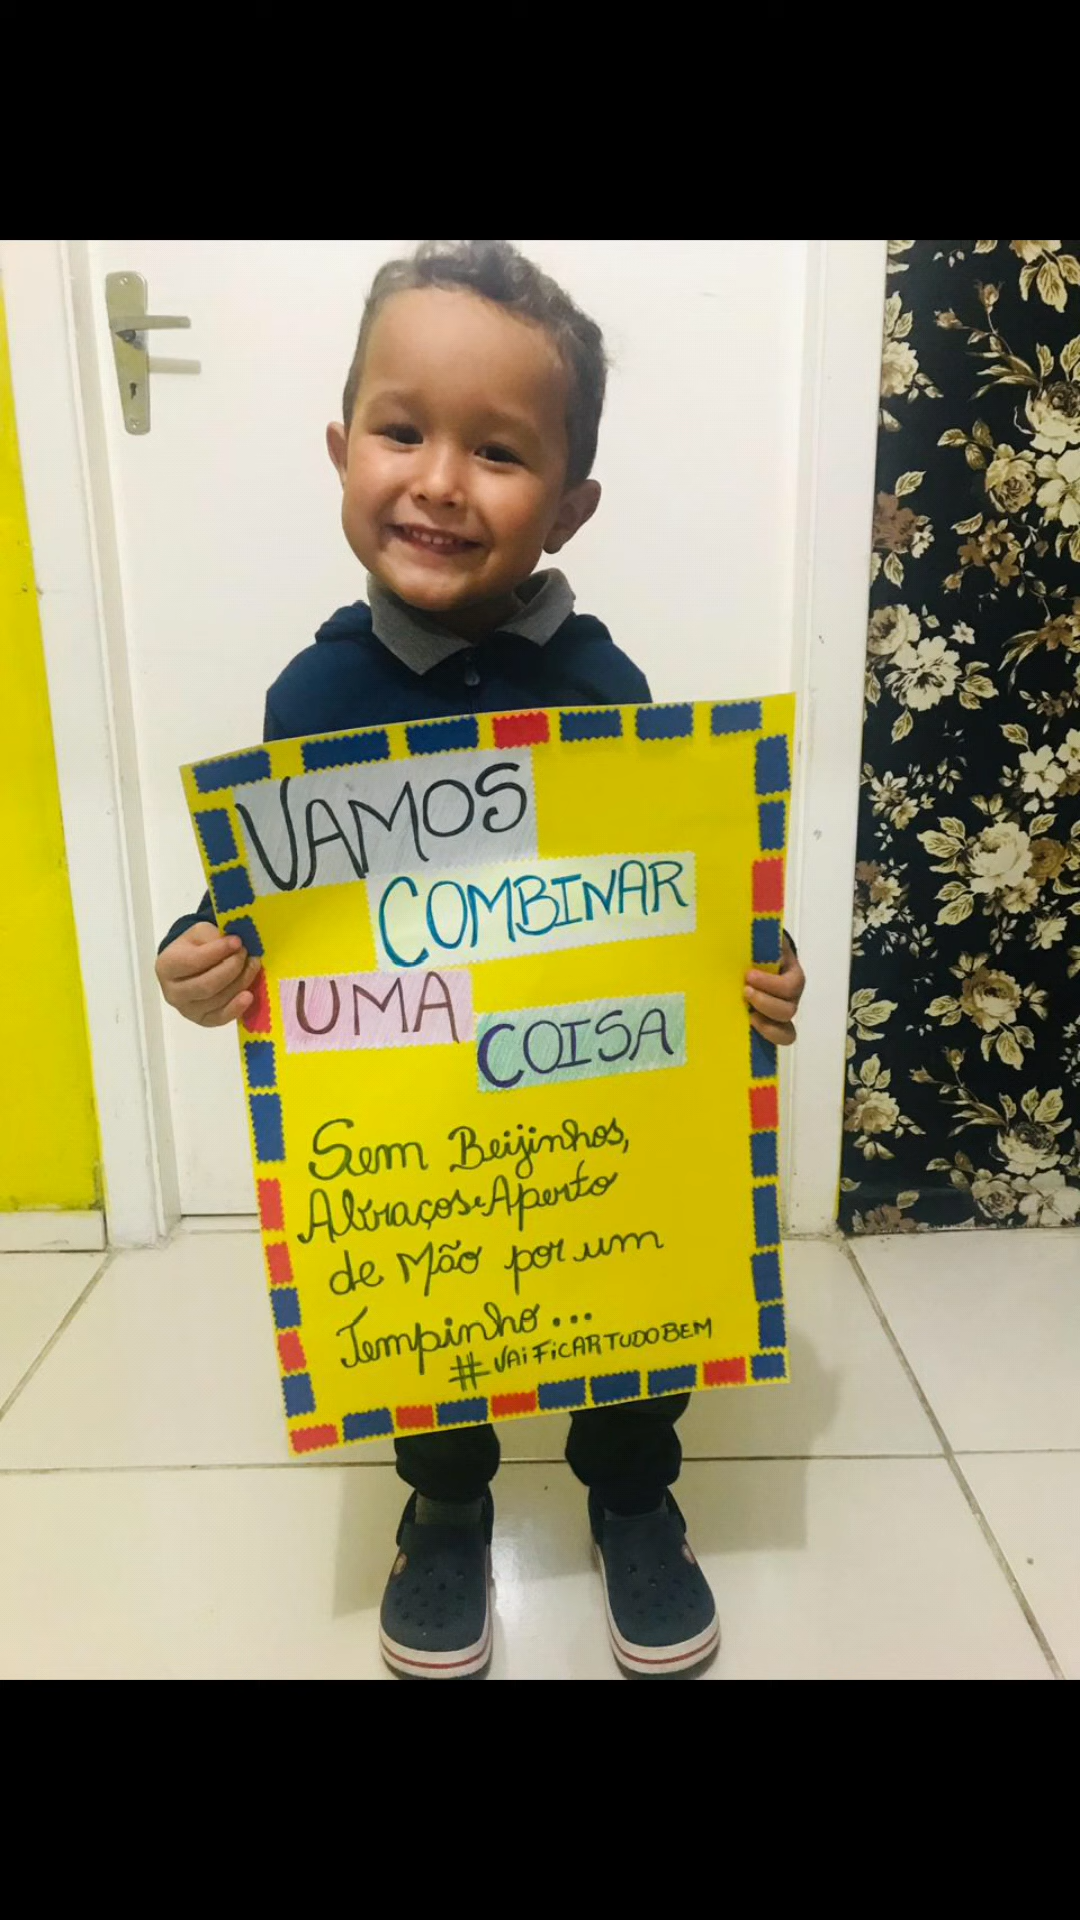 VAMOS
COMBINAR
UMA
COISA
Sem Beijinhos,
Abraços e Aperto
de Mão por um
Tempinho...
#VAiFiCARTUDOBEM